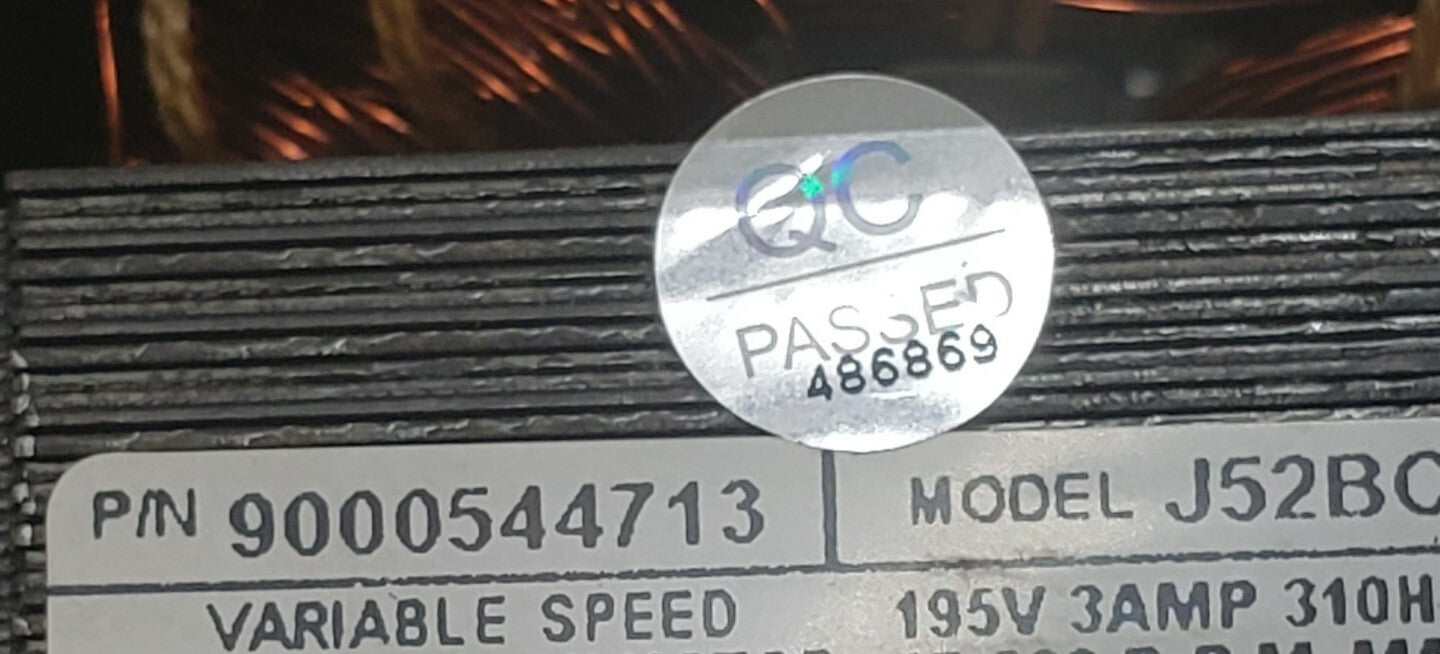 QC
PASSED
486869
P/N 9000544713
MODEL J52BC
VARIABLE SPEED
195V 3AMP 310H